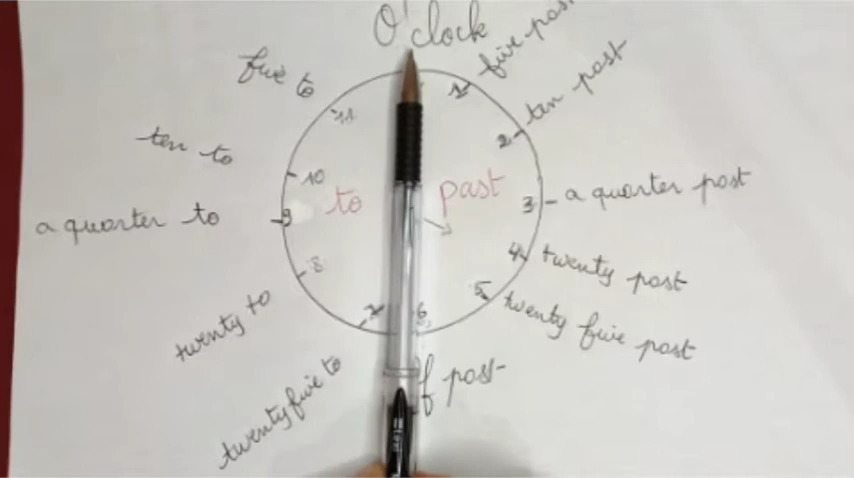 O'clock
five past
1
ten past
2
3 - a quarter past
4 twenty past
5 twenty five past
6
f past
twenty five to
7
twenty to
8
a quarter to
9
ten to
10
five to
11
to
past